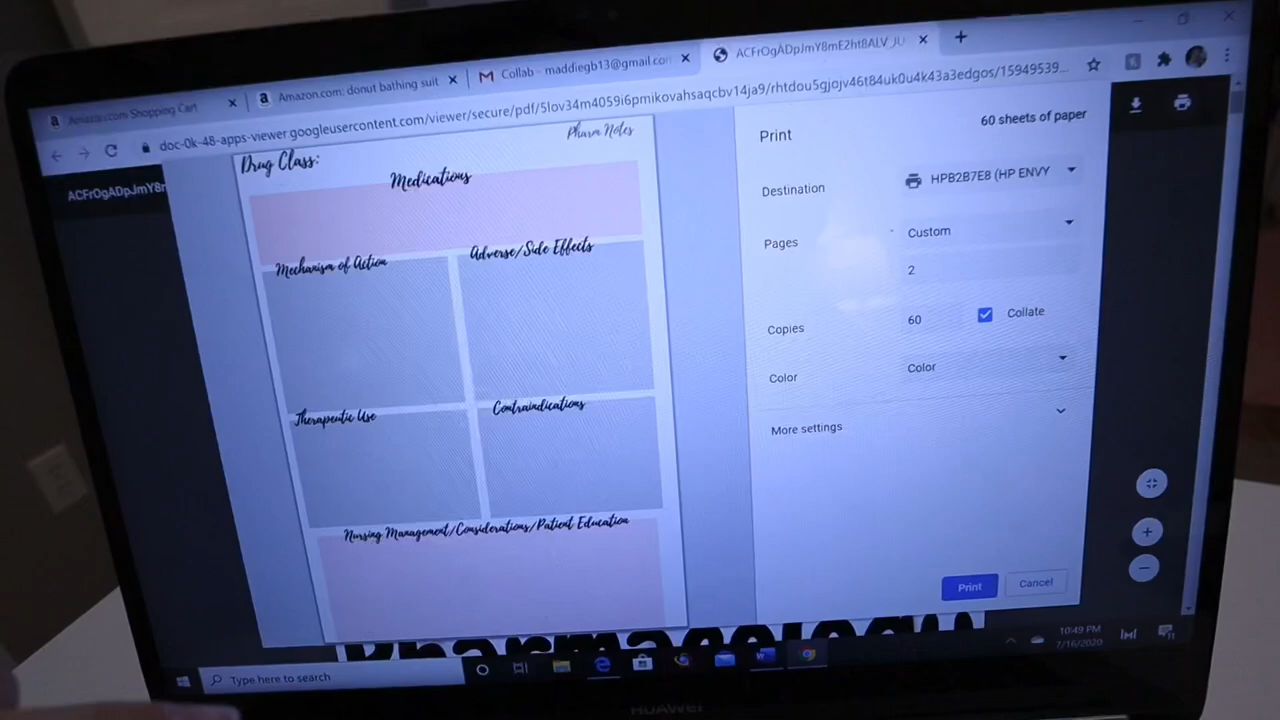 Amazon.com Shopping Cart
Amazon.com: donut bathing suit
Collab - maddiegb13@gmail.com
ACFrOgADpJmY8mE2ht8ALV_JU
doc-0k-48-apps-viewer.googleusercontent.com/viewer/secure/pdf/5lov34m4059i6pmikovahsaqcbv14ja9/rhtdou5gjojv46t84uk0u4k43a3edgos/15949539...
ACFrOgADpJmY8r
Pharm Notes
Drug Class:
Medications
Mechanism of Action
Adverse/Side Effects
Therapeutic Use
Contraindications
Nursing Management/Considerations/Patient Education
Pharmacology
Print
60 sheets of paper
Destination
HPB2B7E8 (HP ENVY
Pages
Custom
2
Copies
60
Collate
Color
Color
More settings
Print
Cancel
Type here to search
10:49 PM
7/16/2020
HUAWEI